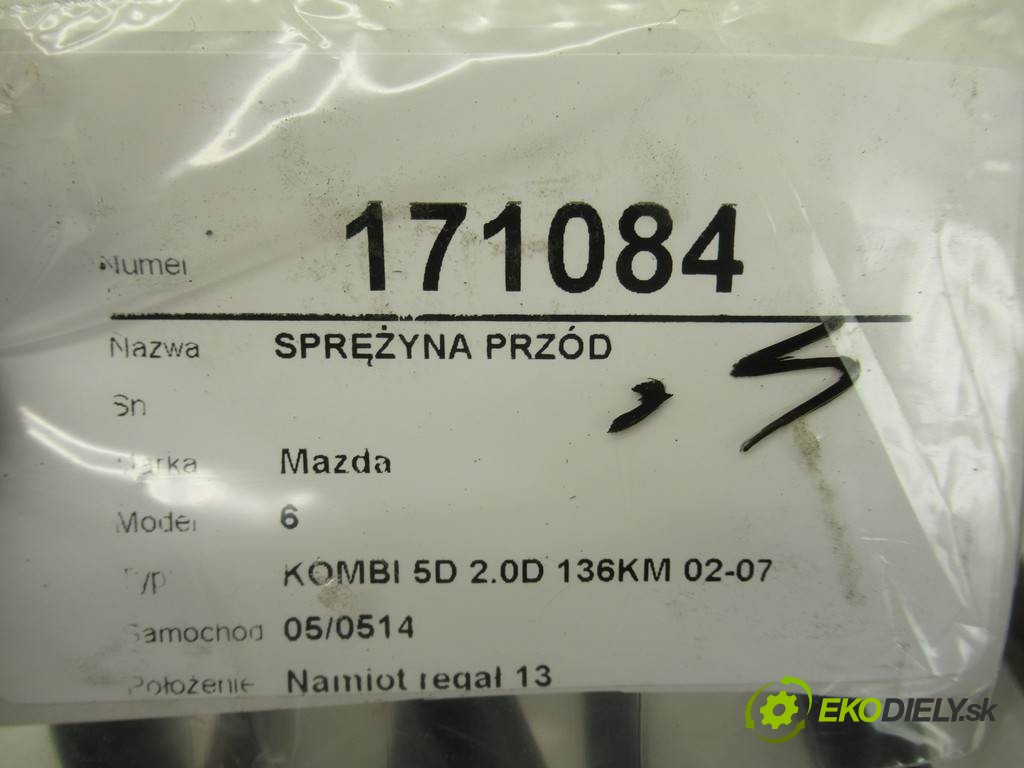 Numer 171084
Nazwa SPRĘŻYNA PRZÓD
Sn
Marka Mazda
Model 6
Typ KOMBI 5D 2.0D 136KM 02-07
Samochod 05/0514
Położenie Namiot regał 13
EKODIELY.sk